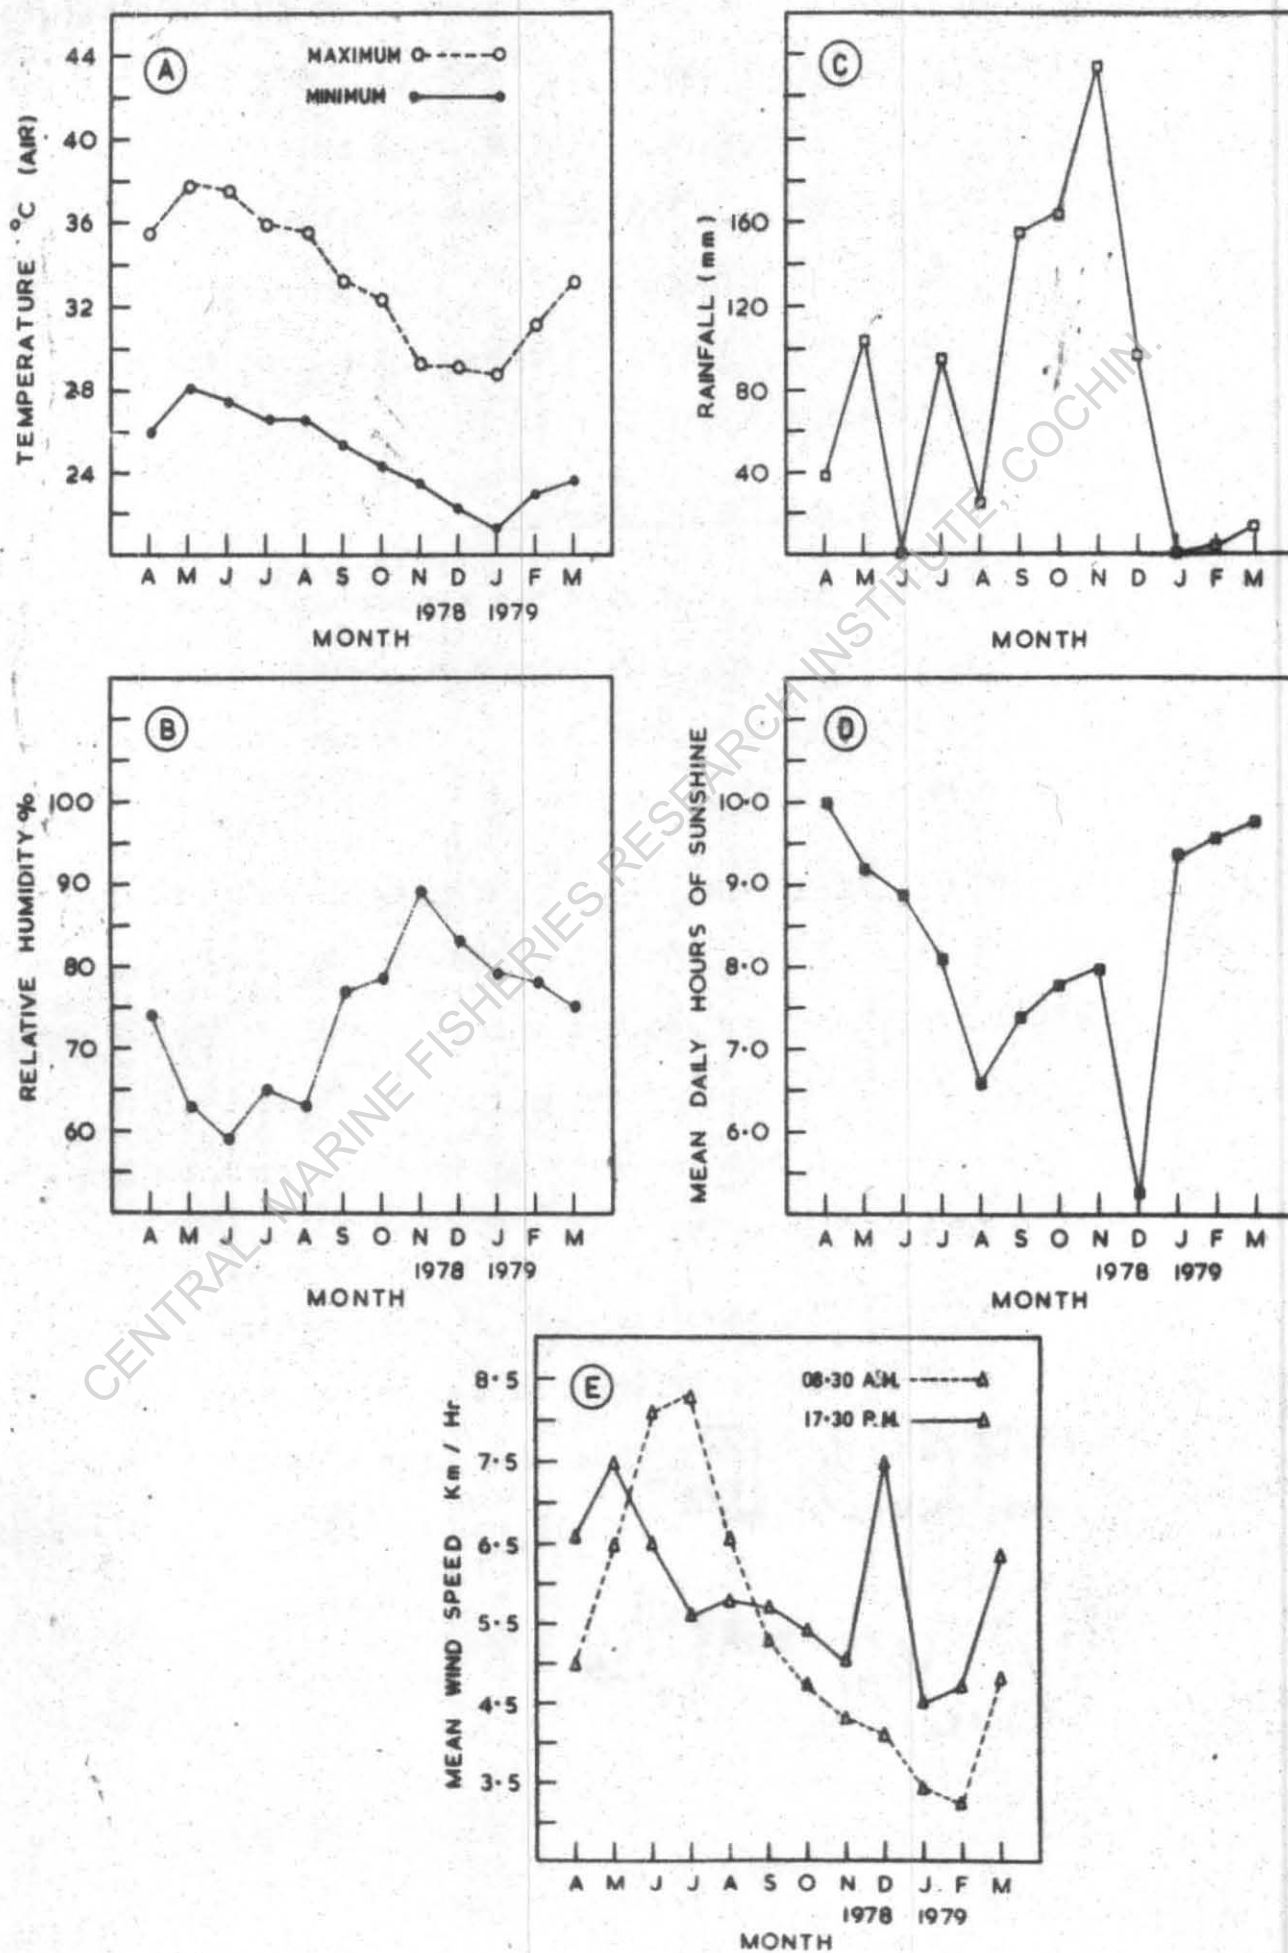 A
MAXIMUM
MINIMUM
TEMPERATURE °C (AIR)
44
40
36
32
28
24
A M J J A S O N D J F M
1978 1979
MONTH
C
RAINFALL (mm)
160
120
80
40
A M J J A S O N D J F M
MONTH
B
RELATIVE HUMIDITY %
100
90
80
70
60
A M J J A S O N D J F M
1978 1979
MONTH
D
MEAN DAILY HOURS OF SUNSHINE
10·0
9·0
8·0
7·0
6·0
A M J J A S O N D J F M
1978 1979
MONTH
E
08·30 A.M.
17·30 P.M.
MEAN WIND SPEED Km / Hr
8·5
7·5
6·5
5·5
4·5
3·5
A M J J A S O N D J F M
1978 1979
MONTH
CENTRAL MARINE FISHERIES RESEARCH INSTITUTE, COCHIN.